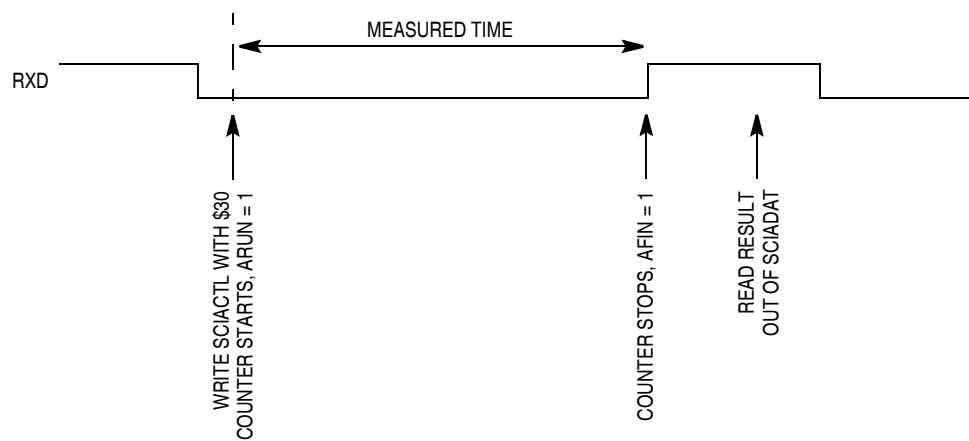 MEASURED TIME
RXD
WRITE SCIACTL WITH $30
COUNTER STARTS, ARUN = 1
COUNTER STOPS, AFIN = 1
READ RESULT
OUT OF SCIADAT